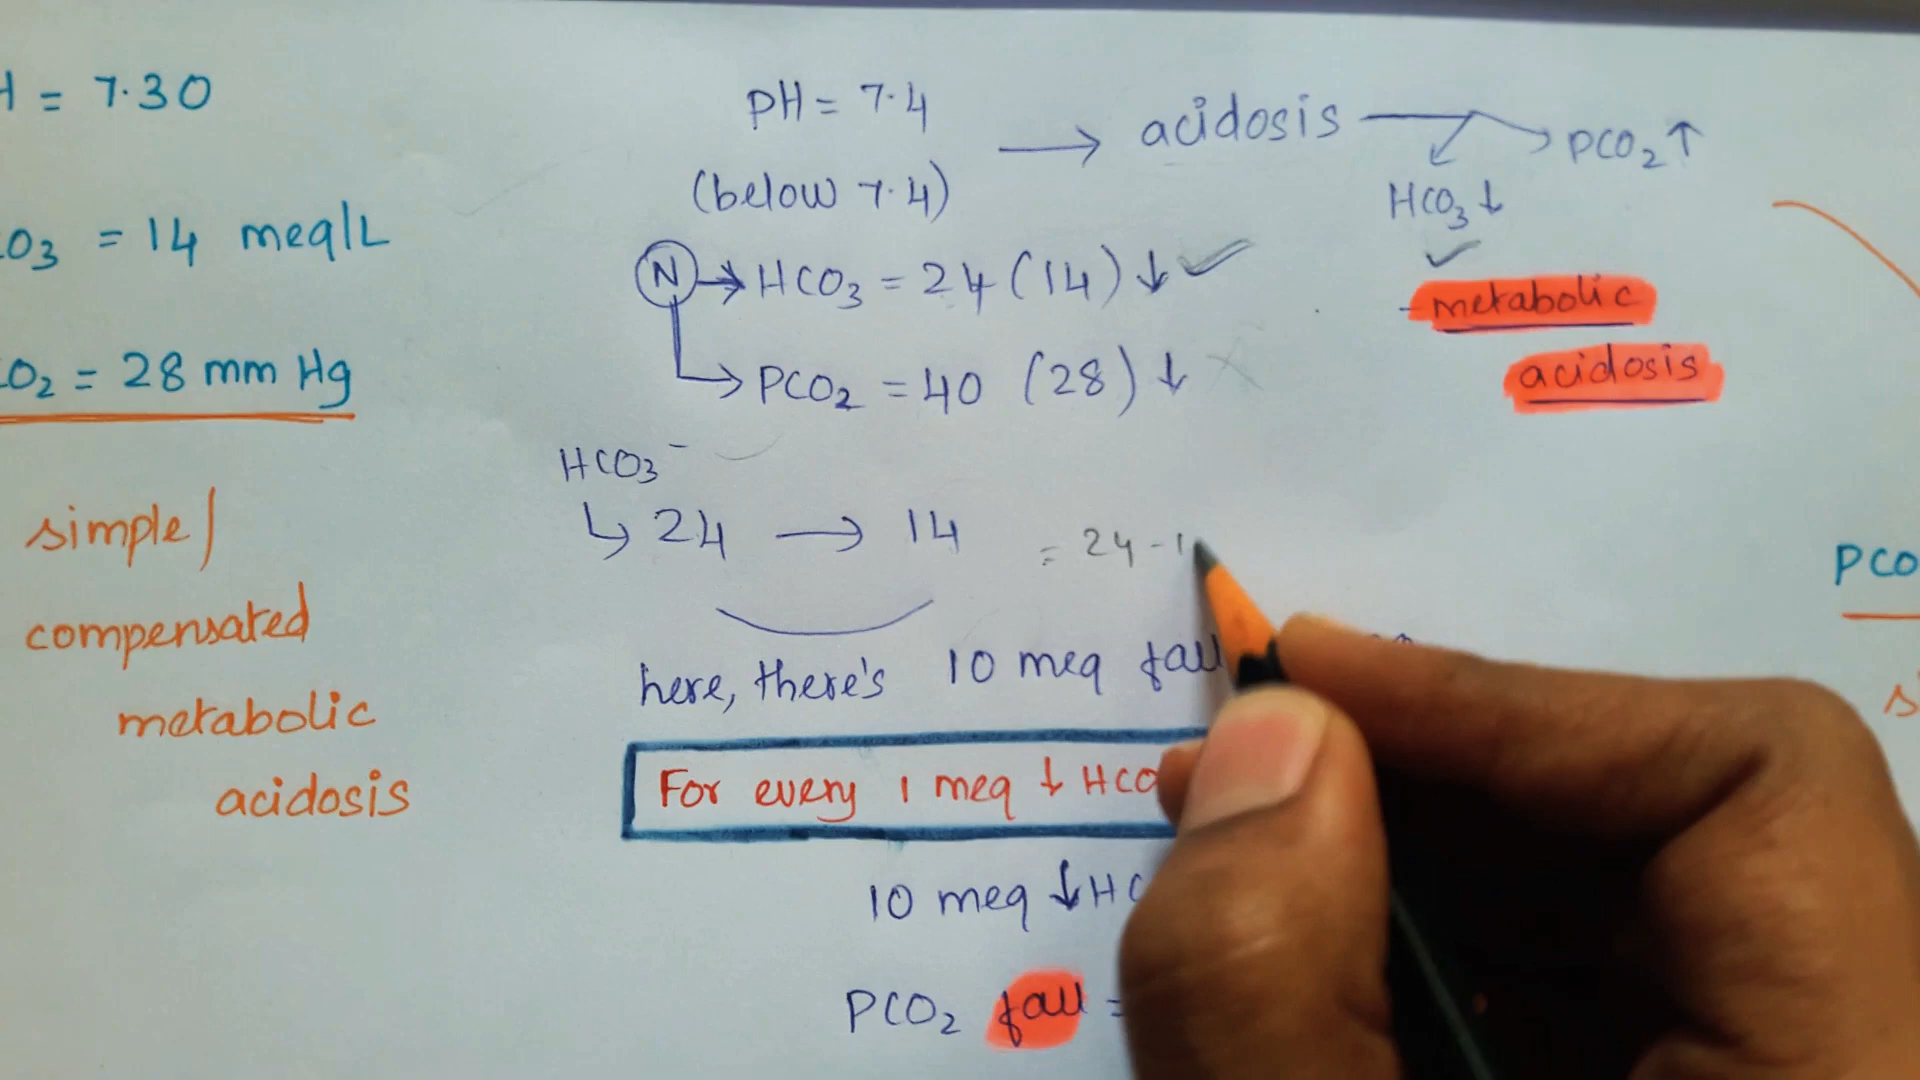 = 7.30
O3 = 14 meq/L
O2 = 28 mm Hg
simple/
compensated
metabolic
acidosis
PH = 7.4
(below 7.4)
→ acidosis
PCO2 ↑
HCO3 ↓
✓
- metabolic
acidosis
N → HCO3 = 24 (14) ↓ ✓
→ PCO2 = 40 (28) ↓ ×
HCO3⁻
↳ 24 → 14 = 24 - 1
here, there's 10 meq fall
For every 1 meq ↓ HCO
10 meq ↓ HC
PCO2 fall =
PCO